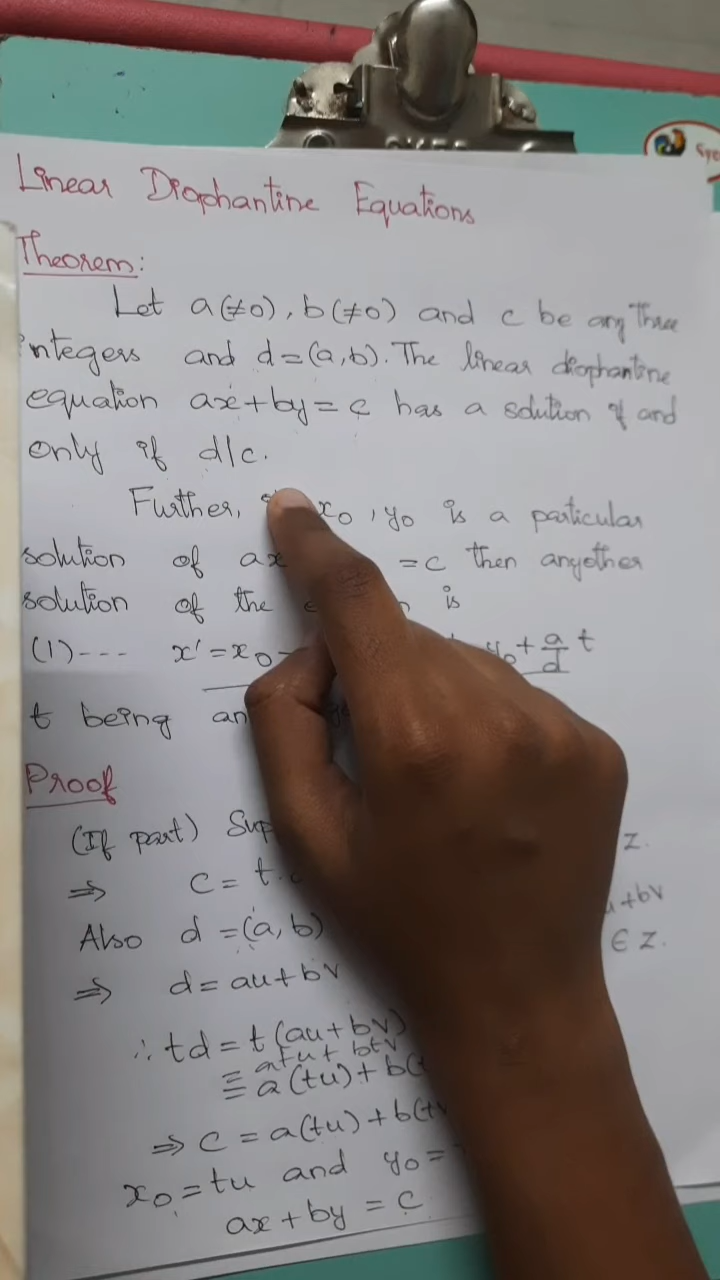 Linear Diophantine Equations
Theorem:
Let a(≠0), b(≠0) and c be any three
integers and d=(a,b). The linear diophantine
equation ax+by=c has a solution if and
only if d/c.
Further, x₀, y₀ is a particular
solution of ax =c then anyother
solution of the is
(1)--- x'=x₀- y₀+a/d t
t being an
Proof
(If part) Z.
⇒ c = t. +bv
Also d =(a, b) ∈ Z.
⇒ d= au+bv
∴ td = t(au+bv)
= atu+ btv
= a(tu)+b(
⇒ c = a(tu)+b(tv
x₀=tu and y₀=
ax+by = c